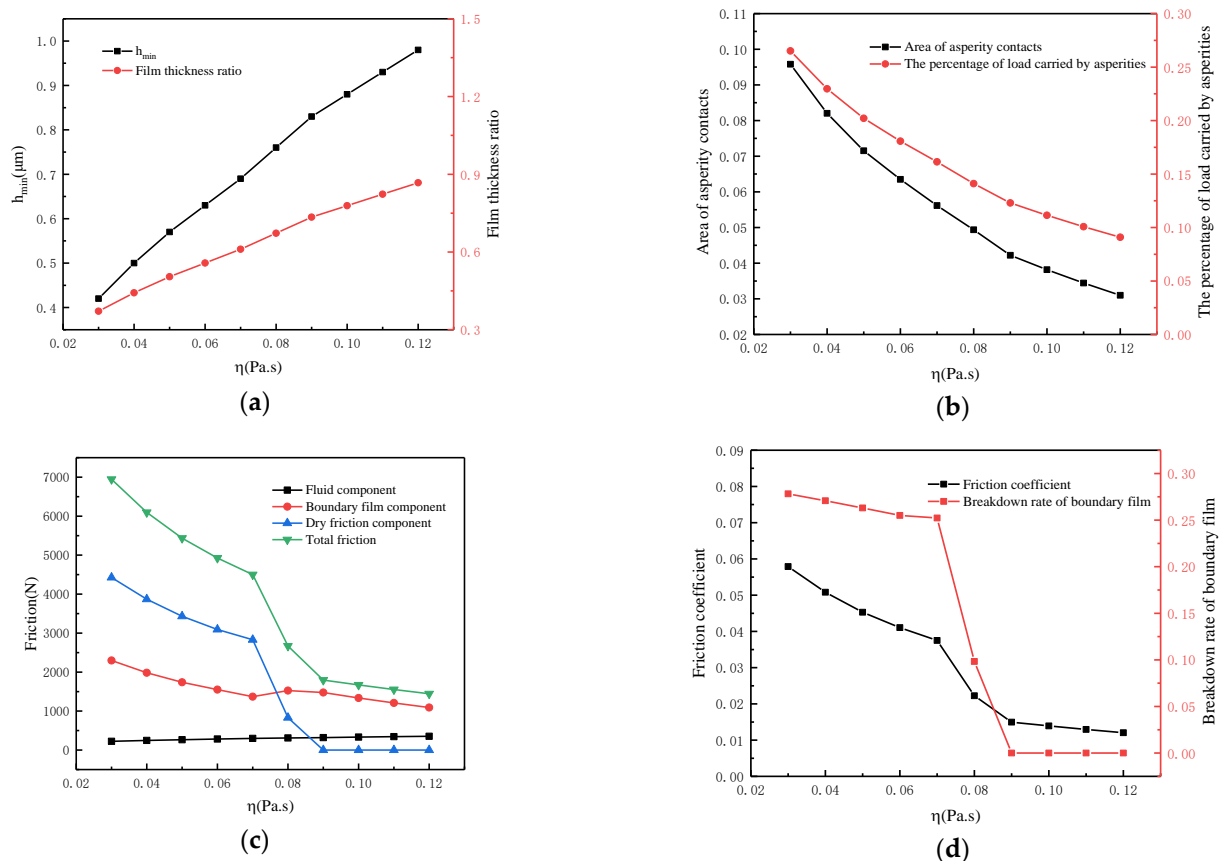 1.0
0.9
0.8
0.7
0.6
0.5
0.4
h_min(μm)
h_min
Film thickness ratio
1.5
1.2
0.9
0.6
0.3
Film thickness ratio
0.02 0.04 0.06 0.08 0.10 0.12
η(Pa.s)
(a)
0.11
0.10
0.09
0.08
0.07
0.06
0.05
0.04
0.03
0.02
Area of asperity contacts
Area of asperity contacts
The percentage of load carried by asperities
0.30
0.25
0.20
0.15
0.10
0.05
0.00
The percentage of load carried by asperities
0.02 0.04 0.06 0.08 0.10 0.12
η(Pa.s)
(b)
7000
6000
5000
4000
3000
2000
1000
0
Friction(N)
Fluid component
Boundary film component
Dry friction component
Total friction
0.02 0.04 0.06 0.08 0.10 0.12
η(Pa.s)
(c)
0.09
0.08
0.07
0.06
0.05
0.04
0.03
0.02
0.01
0.00
Friction coefficient
Friction coefficient
Breakdown rate of boundary film
0.30
0.25
0.20
0.15
0.10
0.05
0.00
Breakdown rate of boundary film
0.02 0.04 0.06 0.08 0.10 0.12
η(Pa.s)
(d)